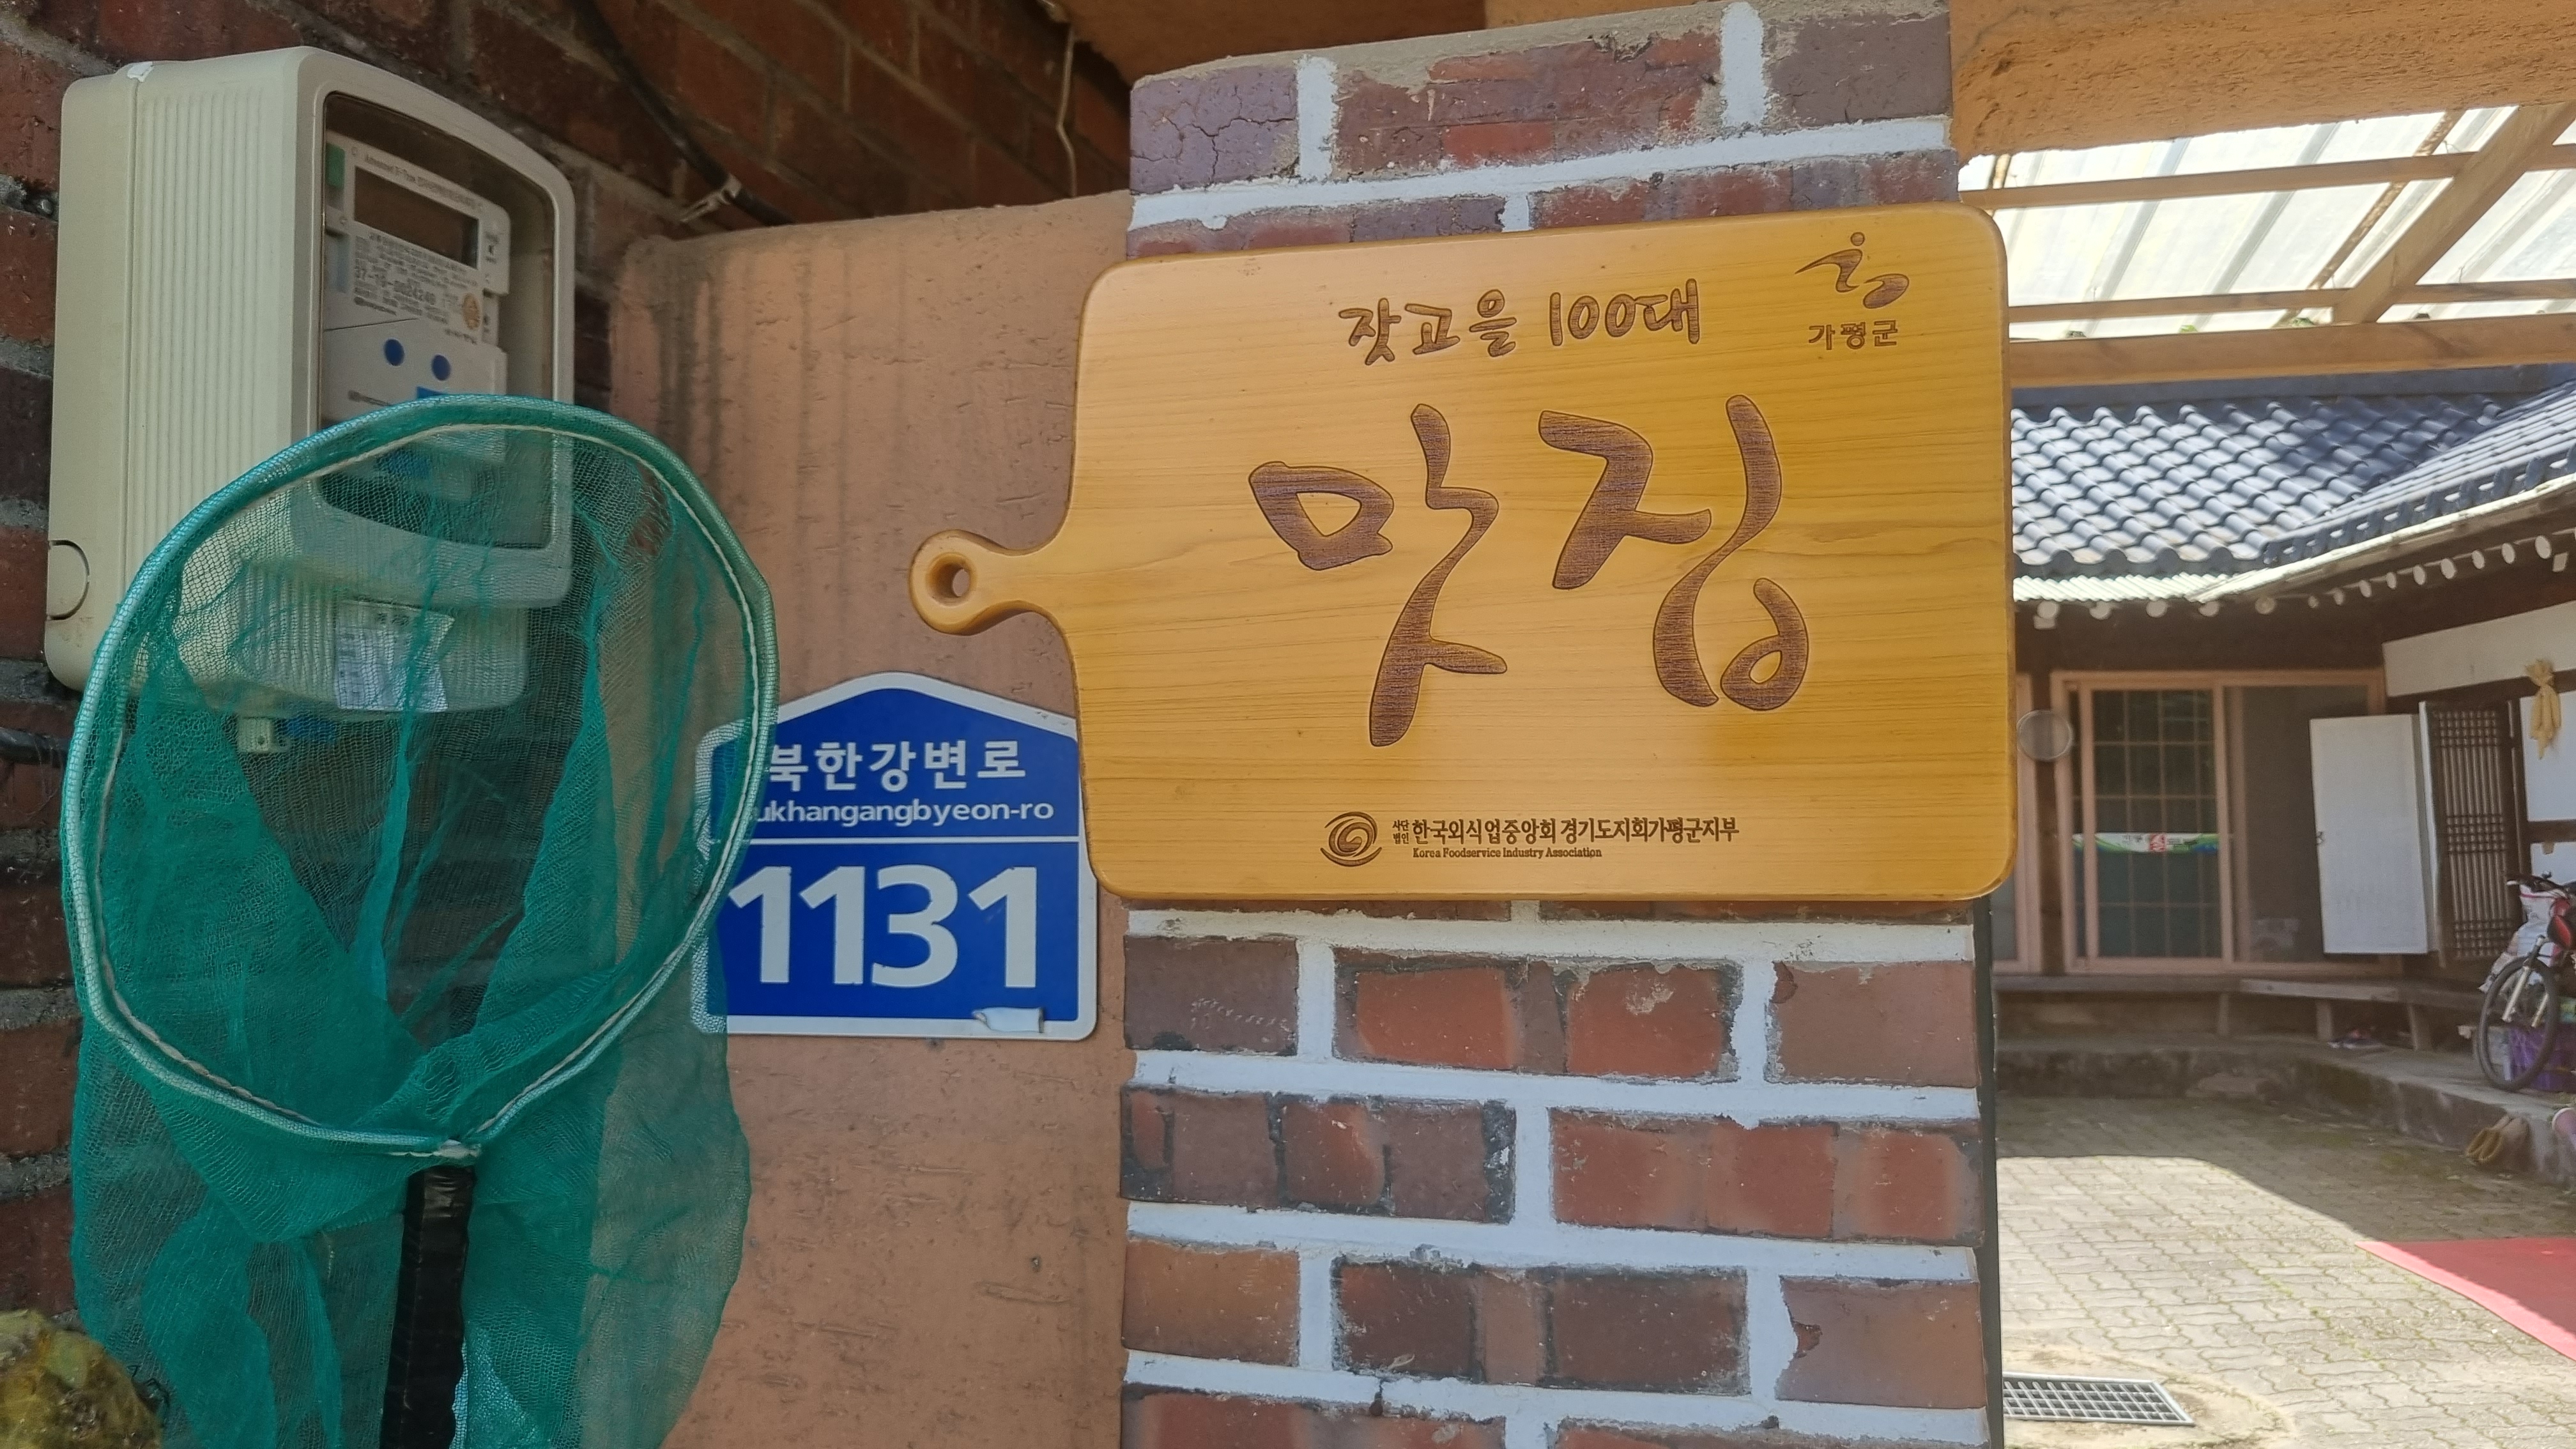 잣고을 100대
가평군
맛집
사단법인 한국외식업중앙회 경기도지회가평군지부
Korea Foodservice Industry Association
북한강변로
ukhangangbyeon-ro
1131